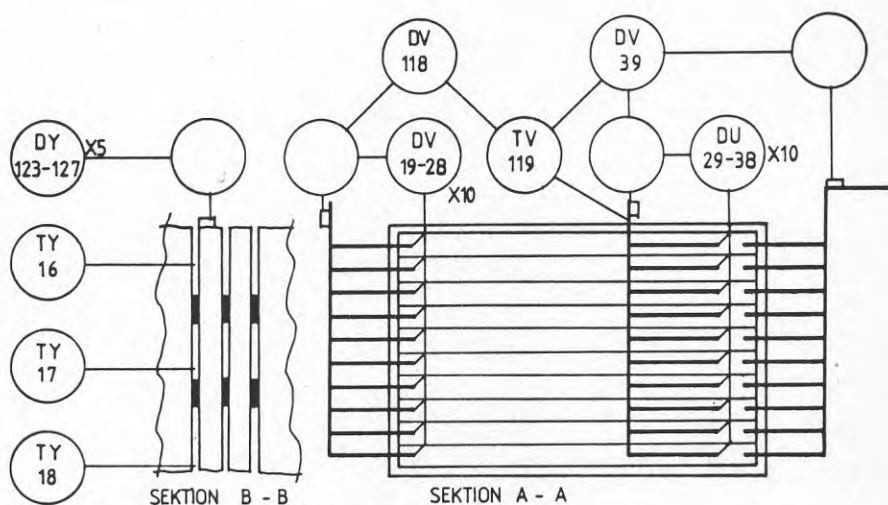 DV
118
DV
39
DY
123-127
X5
DV
19-28
X10
TV
119
DU
29-38
X10
TY
16
TY
17
TY
18
SEKTION B - B
SEKTION A - A